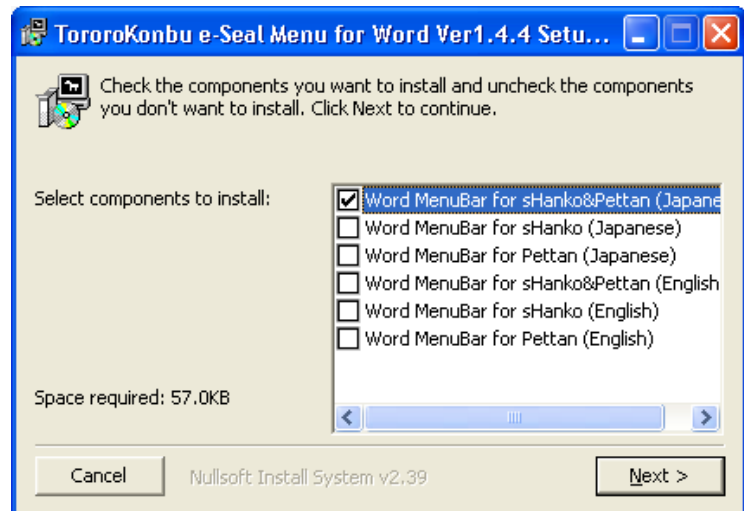 TororoKonbu e-Seal Menu for Word Ver1.4.4 Setu...
Check the components you want to install and uncheck the components
you don't want to install. Click Next to continue.
Select components to install:
Word MenuBar for sHanko&Pettan (Japane
Word MenuBar for sHanko (Japanese)
Word MenuBar for Pettan (Japanese)
Word MenuBar for sHanko&Pettan (English
Word MenuBar for sHanko (English)
Word MenuBar for Pettan (English)
Space required: 57.0KB
Cancel
Nullsoft Install System v2.39
Next >